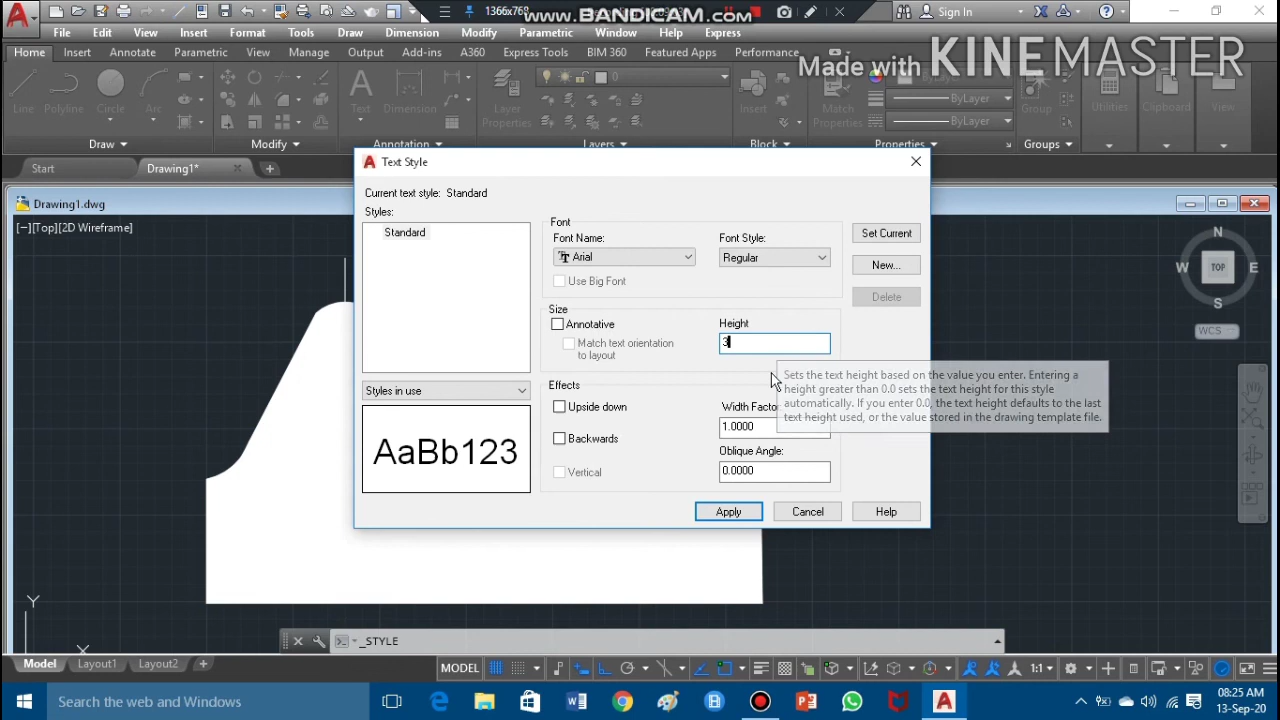 1366x768
www.BANDICAM.com
Sign In
File
Edit
View
Insert
Format
Tools
Draw
Dimension
Modify
Parametric
Window
Help
Express
Home
Insert
Annotate
Parametric
View
Manage
Output
Add-ins
A360
Express Tools
BIM 360
Featured Apps
Performance
Made with KINEMASTER
Line
Polyline
Circle
Arc
Text
Dimension
Layer
Properties
0
Insert
Match
Properties
ByLayer
ByLayer
Group
Utilities
Clipboard
View
Draw
Modify
Annotation
Layers
Block
Properties
Groups
Start
Drawing1*
Drawing1.dwg
[−][Top][2D Wireframe]
Text Style
Current text style: Standard
Styles:
Standard
Styles in use
AaBb123
Font
Font Name:
Arial
Font Style:
Regular
Use Big Font
Size
Annotative
Match text orientation
to layout
Height
3
Effects
Upside down
Backwards
Vertical
Width Facto
1.0000
Oblique Angle:
0.0000
Set Current
New...
Delete
Sets the text height based on the value you enter. Entering a
height greater than 0.0 sets the text height for this style
automatically. If you enter 0.0, the text height defaults to the last
text height used, or the value stored in the drawing template file.
Apply
Cancel
Help
N
W
TOP
E
S
WCS
Y
X
_STYLE
Model
Layout1
Layout2
MODEL
1:1
Search the web and Windows
08:25 AM
13-Sep-20